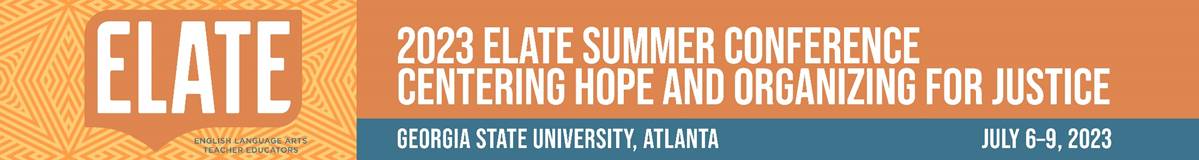 ELATE
ENGLISH LANGUAGE ARTS
TEACHER EDUCATORS
2023 ELATE SUMMER CONFERENCE
CENTERING HOPE AND ORGANIZING FOR JUSTICE
GEORGIA STATE UNIVERSITY, ATLANTA
JULY 6–9, 2023